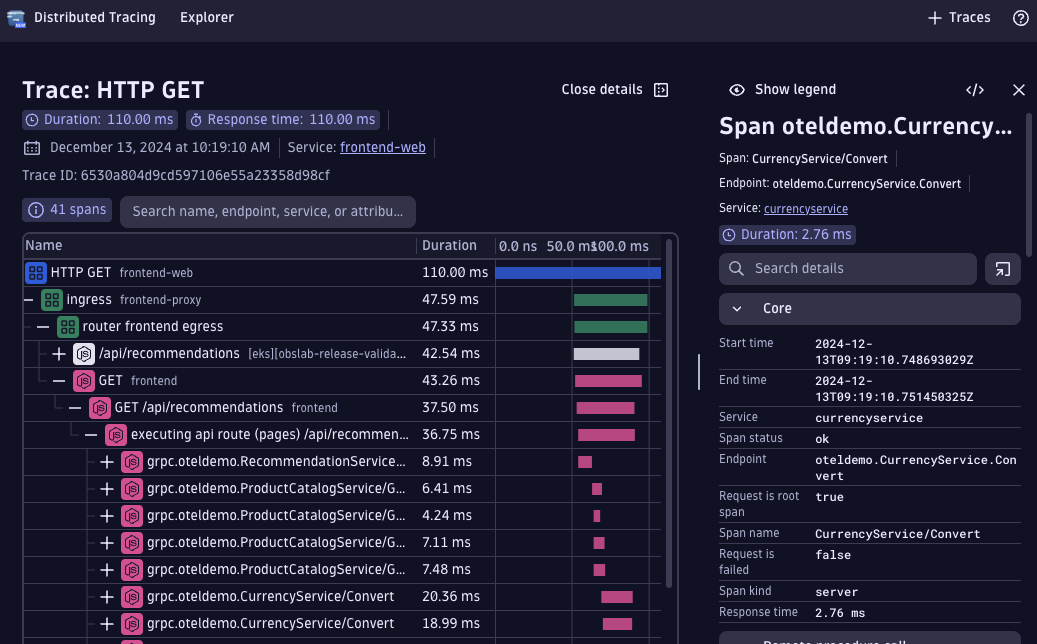 Distributed Tracing
Explorer
Traces
Trace: HTTP GET
Close details
Duration: 110.00 ms
Response time: 110.00 ms
December 13, 2024 at 10:19:10 AM
Service: frontend-web
Trace ID: 6530a804d9cd597106e55a23358d98cf
41 spans
Search name, endpoint, service, or attribu...
Name Duration 0.0 ns 50.0 ms 100.0 ms
HTTP GET frontend-web 110.00 ms
ingress frontend-proxy 47.59 ms
router frontend egress 47.33 ms
/api/recommendations [eks][obslab-release-valida... 42.54 ms
GET frontend 43.26 ms
GET /api/recommendations frontend 37.50 ms
executing api route (pages) /api/recommen... 36.75 ms
grpc.oteldemo.RecommendationService... 8.91 ms
grpc.oteldemo.ProductCatalogService/G... 6.41 ms
grpc.oteldemo.ProductCatalogService/G... 4.24 ms
grpc.oteldemo.ProductCatalogService/G... 7.11 ms
grpc.oteldemo.ProductCatalogService/G... 7.48 ms
grpc.oteldemo.CurrencyService/Convert 20.36 ms
grpc.oteldemo.CurrencyService/Convert 18.99 ms
Show legend
Span oteldemo.Currency...
Span: CurrencyService/Convert
Endpoint: oteldemo.CurrencyService.Convert
Service: currencyservice
Duration: 2.76 ms
Search details
Core
Start time 2024-12-
13T09:19:10.748693029Z
End time 2024-12-
13T09:19:10.751450325Z
Service currencyservice
Span status ok
Endpoint oteldemo.CurrencyService.Con
vert
Request is root true
span
Span name CurrencyService/Convert
Request is false
failed
Span kind server
Response time 2.76 ms
Remote procedure call